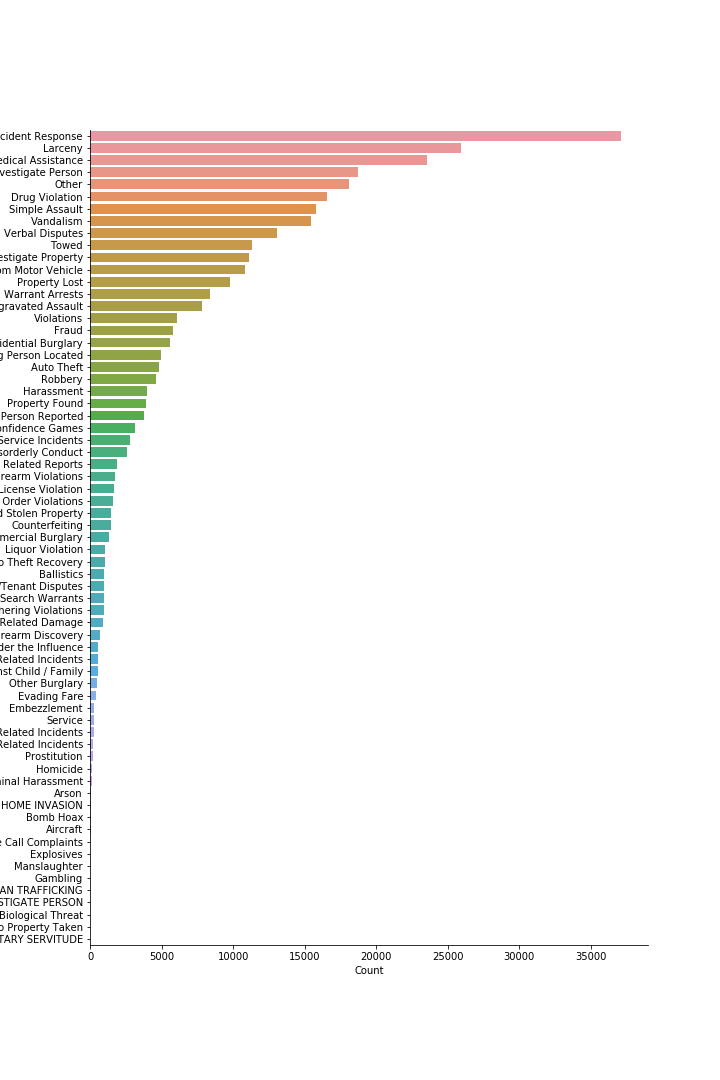 cident Response
Larceny
edical Assistance
vestigate Person
Other
Drug Violation
Simple Assault
Vandalism
Verbal Disputes
Towed
estigate Property
om Motor Vehicle
Property Lost
Warrant Arrests
gravated Assault
Violations
Fraud
idential Burglary
g Person Located
Auto Theft
Robbery
Harassment
Property Found
Person Reported
onfidence Games
Service Incidents
sorderly Conduct
Related Reports
rearm Violations
License Violation
Order Violations
d Stolen Property
Counterfeiting
mercial Burglary
Liquor Violation
o Theft Recovery
Ballistics
/Tenant Disputes
Search Warrants
hering Violations
Related Damage
rearm Discovery
der the Influence
Related Incidents
nst Child / Family
Other Burglary
Evading Fare
Embezzlement
Service
Related Incidents
Related Incidents
Prostitution
Homicide
inal Harassment
Arson
HOME INVASION
Bomb Hoax
Aircraft
e Call Complaints
Explosives
Manslaughter
Gambling
AN TRAFFICKING
STIGATE PERSON
Biological Threat
o Property Taken
TARY SERVITUDE
0 5000 10000 15000 20000 25000 30000 35000
Count